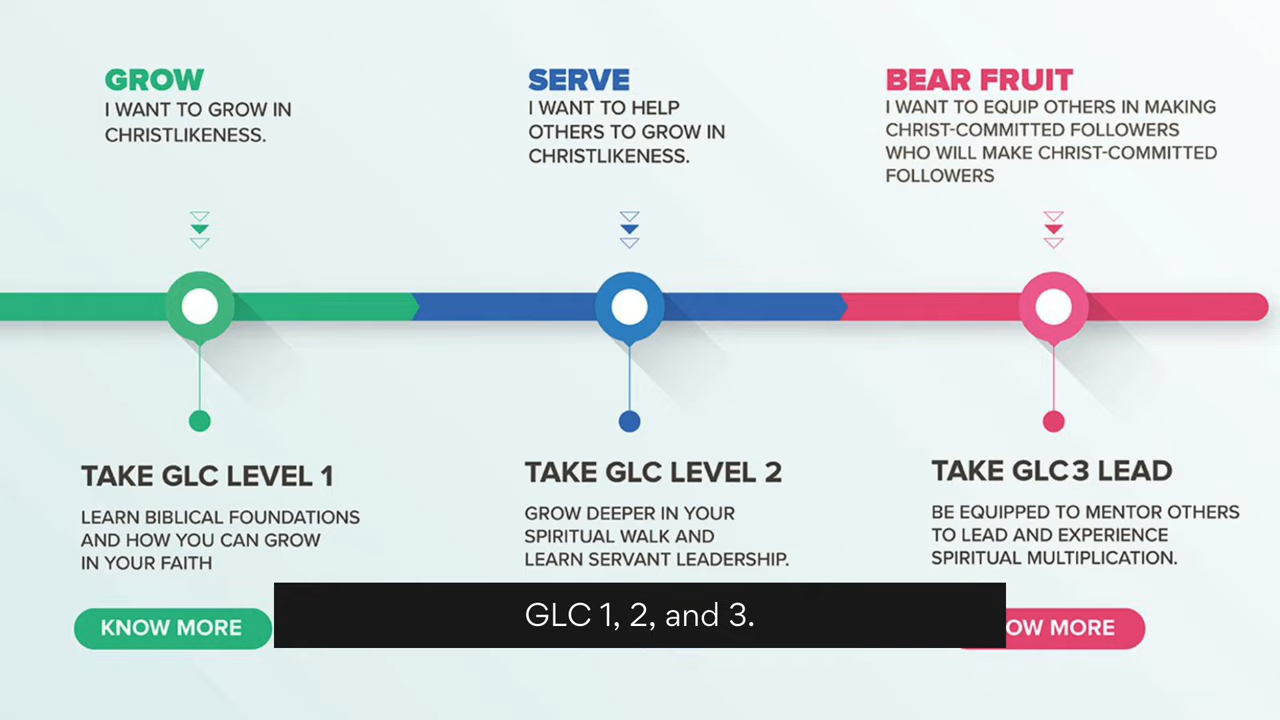 GROW
I WANT TO GROW IN
CHRISTLIKENESS.
SERVE
I WANT TO HELP
OTHERS TO GROW IN
CHRISTLIKENESS.
BEAR FRUIT
I WANT TO EQUIP OTHERS IN MAKING
CHRIST-COMMITTED FOLLOWERS
WHO WILL MAKE CHRIST-COMMITTED
FOLLOWERS
TAKE GLC LEVEL 1
LEARN BIBLICAL FOUNDATIONS
AND HOW YOU CAN GROW
IN YOUR FAITH
KNOW MORE
TAKE GLC LEVEL 2
GROW DEEPER IN YOUR
SPIRITUAL WALK AND
LEARN SERVANT LEADERSHIP.
TAKE GLC3 LEAD
BE EQUIPPED TO MENTOR OTHERS
TO LEAD AND EXPERIENCE
SPIRITUAL MULTIPLICATION.
MORE
GLC 1, 2, and 3.